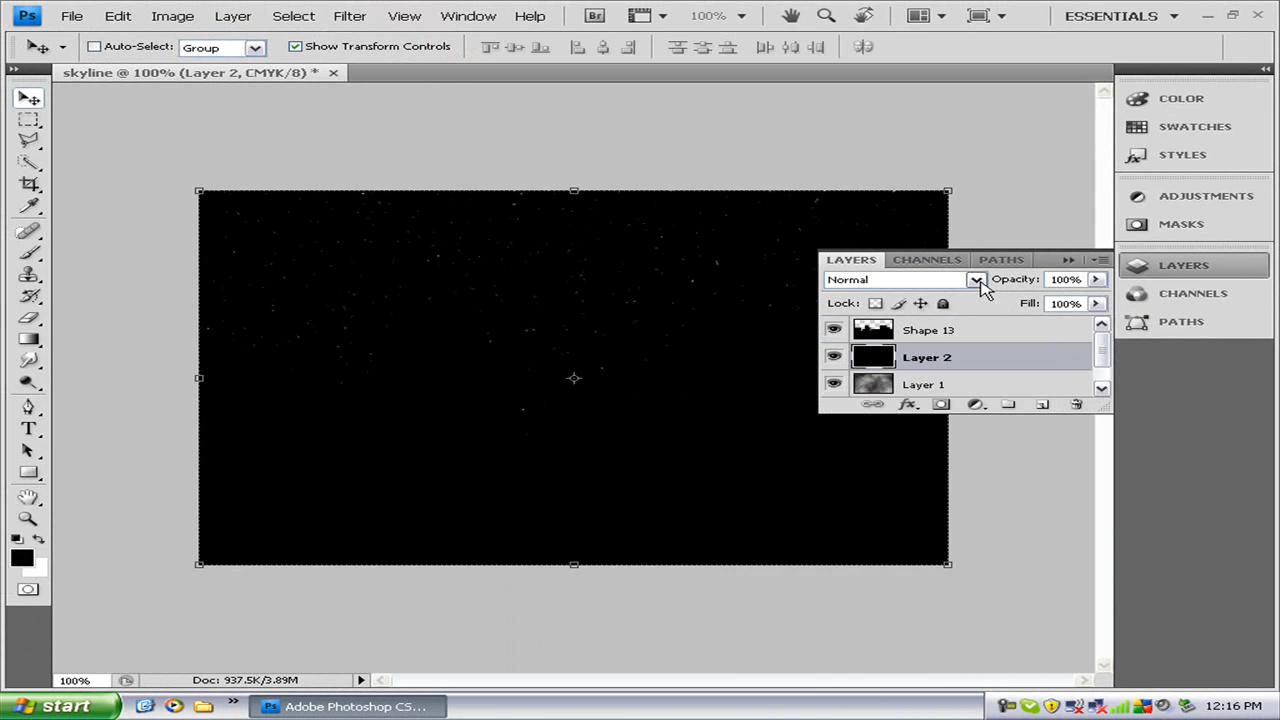 Ps File Edit Image Layer Select Filter View Window Help Br 100% ESSENTIALS
Auto-Select: Group Show Transform Controls
skyline @ 100% (Layer 2, CMYK/8) *
COLOR
SWATCHES
STYLES
ADJUSTMENTS
MASKS
LAYERS
CHANNELS
PATHS
LAYERS CHANNELS PATHS
Normal Opacity: 100%
Lock: Fill: 100%
Shape 13
Layer 2
Layer 1
fx
T
100% Doc: 937.5K/3.89M
start Ps Adobe Photoshop CS... 12:16 PM